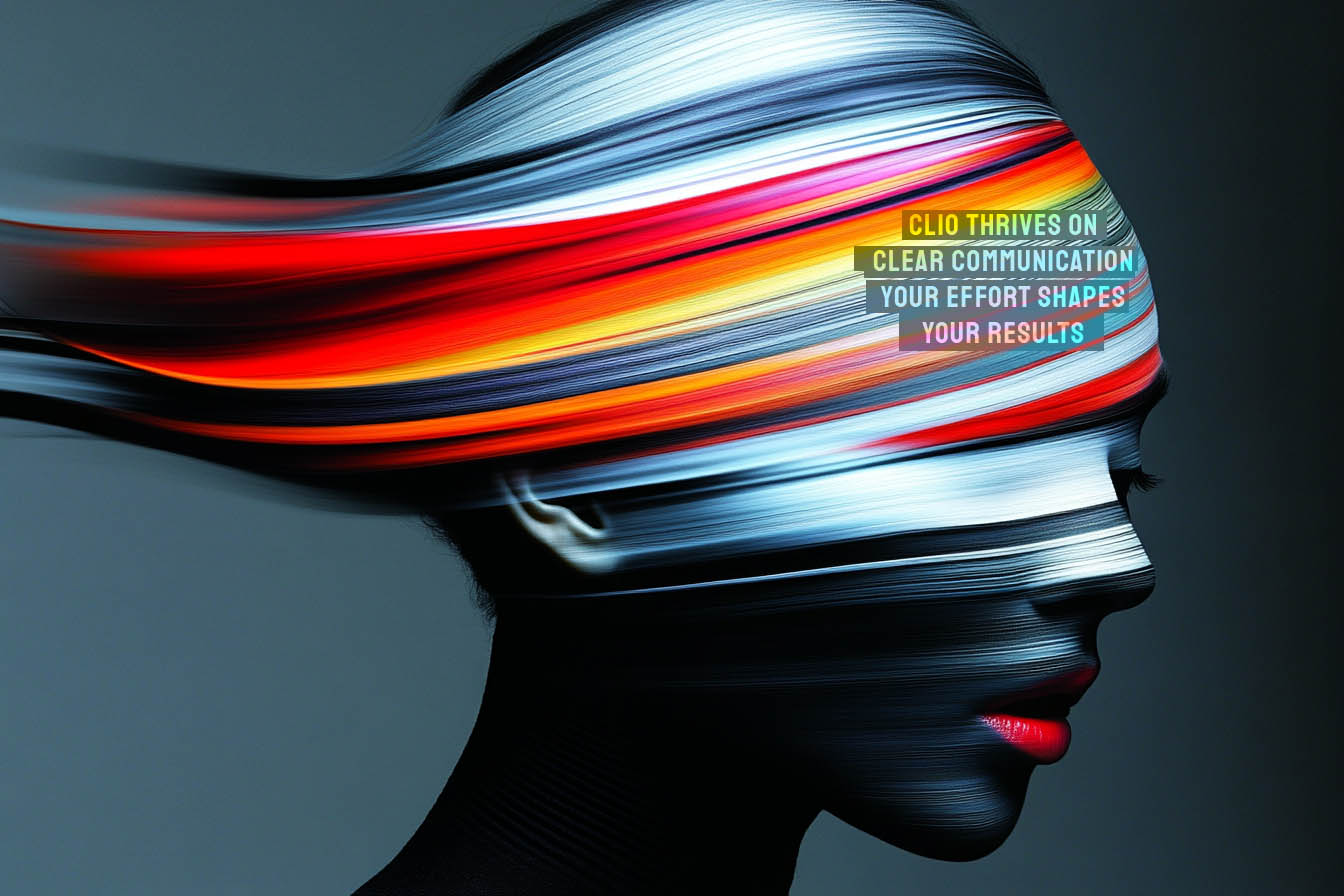 CLIO THRIVES ON
CLEAR COMMUNICATION
YOUR EFFORT SHAPES
YOUR RESULTS